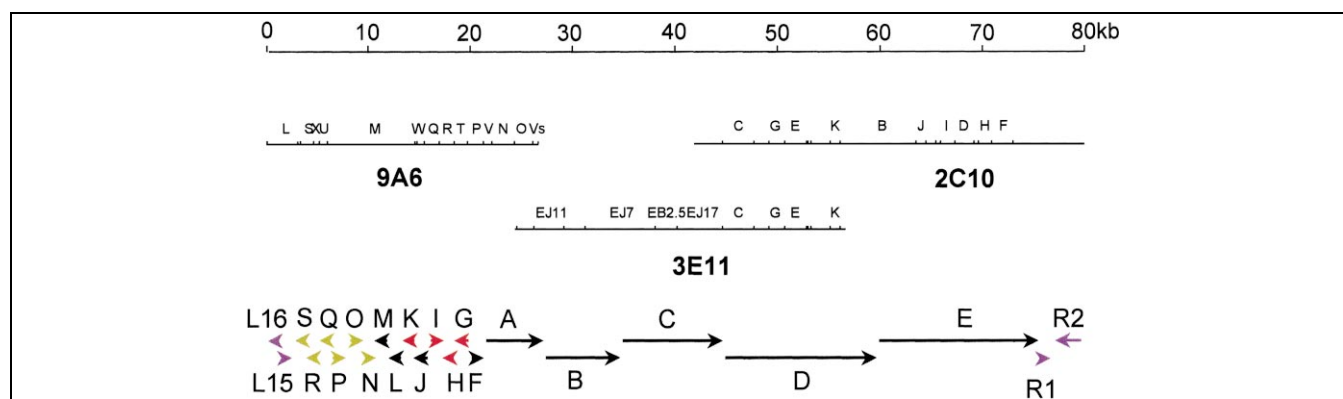 0 10 20 30 40 50 60 70 80kb
L SXU M WQRT PVN OVs
C G E K B J I D H F
9A6
2C10
EJ11 EJ7 EB2.5EJ17 C G E K
3E11
L16 S Q O M K I G A C E R2
L15 R P N L J H F B D R1